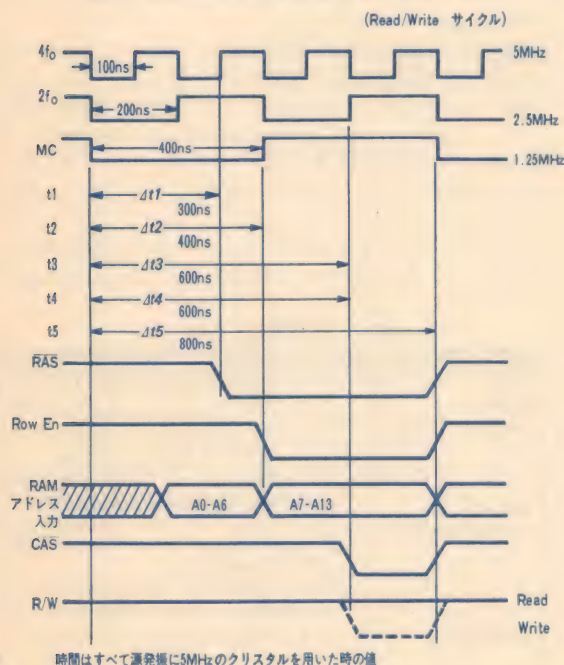 (Read/Write サイクル)
4f₀ 5MHz
100ns
2f₀ 200ns
2.5MHz
MC 400ns
1.25MHz
t1 Δt1
300ns
t2 Δt2
400ns
t3 Δt3
600ns
t4 Δt4
600ns
t5 Δt5
800ns
R̅A̅S̅
Row En
RAM
アドレス A0-A6 A7-A13
入力
C̅A̅S̅
R/W Read
Write
時間はすべて源発振に5MHzのクリスタルを用いた時の値